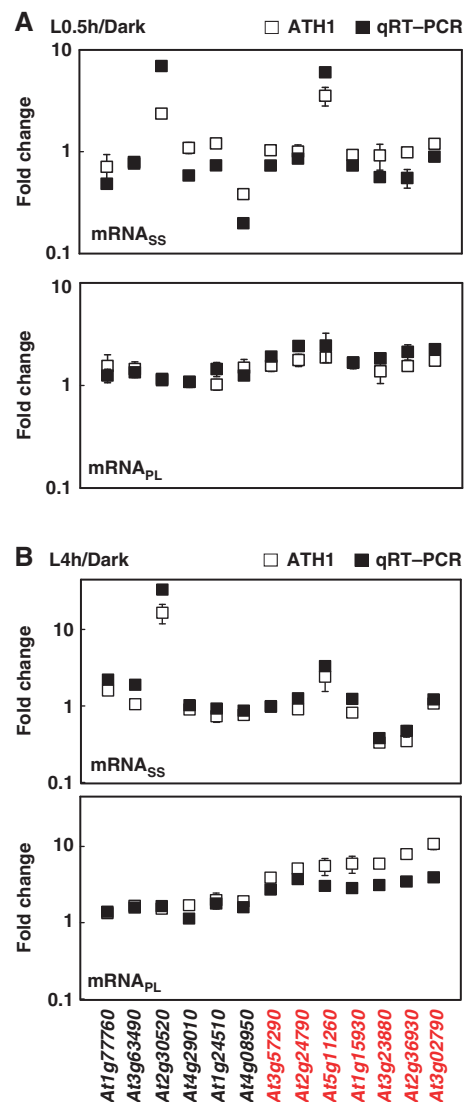 A L0.5h/Dark □ ATH1 ■ qRT–PCR
10
1
0.1
Fold change
mRNASS
10
1
0.1
Fold change
mRNAPL
B L4h/Dark □ ATH1 ■ qRT–PCR
10
1
0.1
Fold change
mRNASS
10
1
0.1
Fold change
mRNAPL
At1g77760
At3g63490
At2g30520
At4g29010
At1g24510
At4g08950
At3g57290
At2g24790
At5g11260
At1g15930
At3g23880
At2g36930
At3g02790